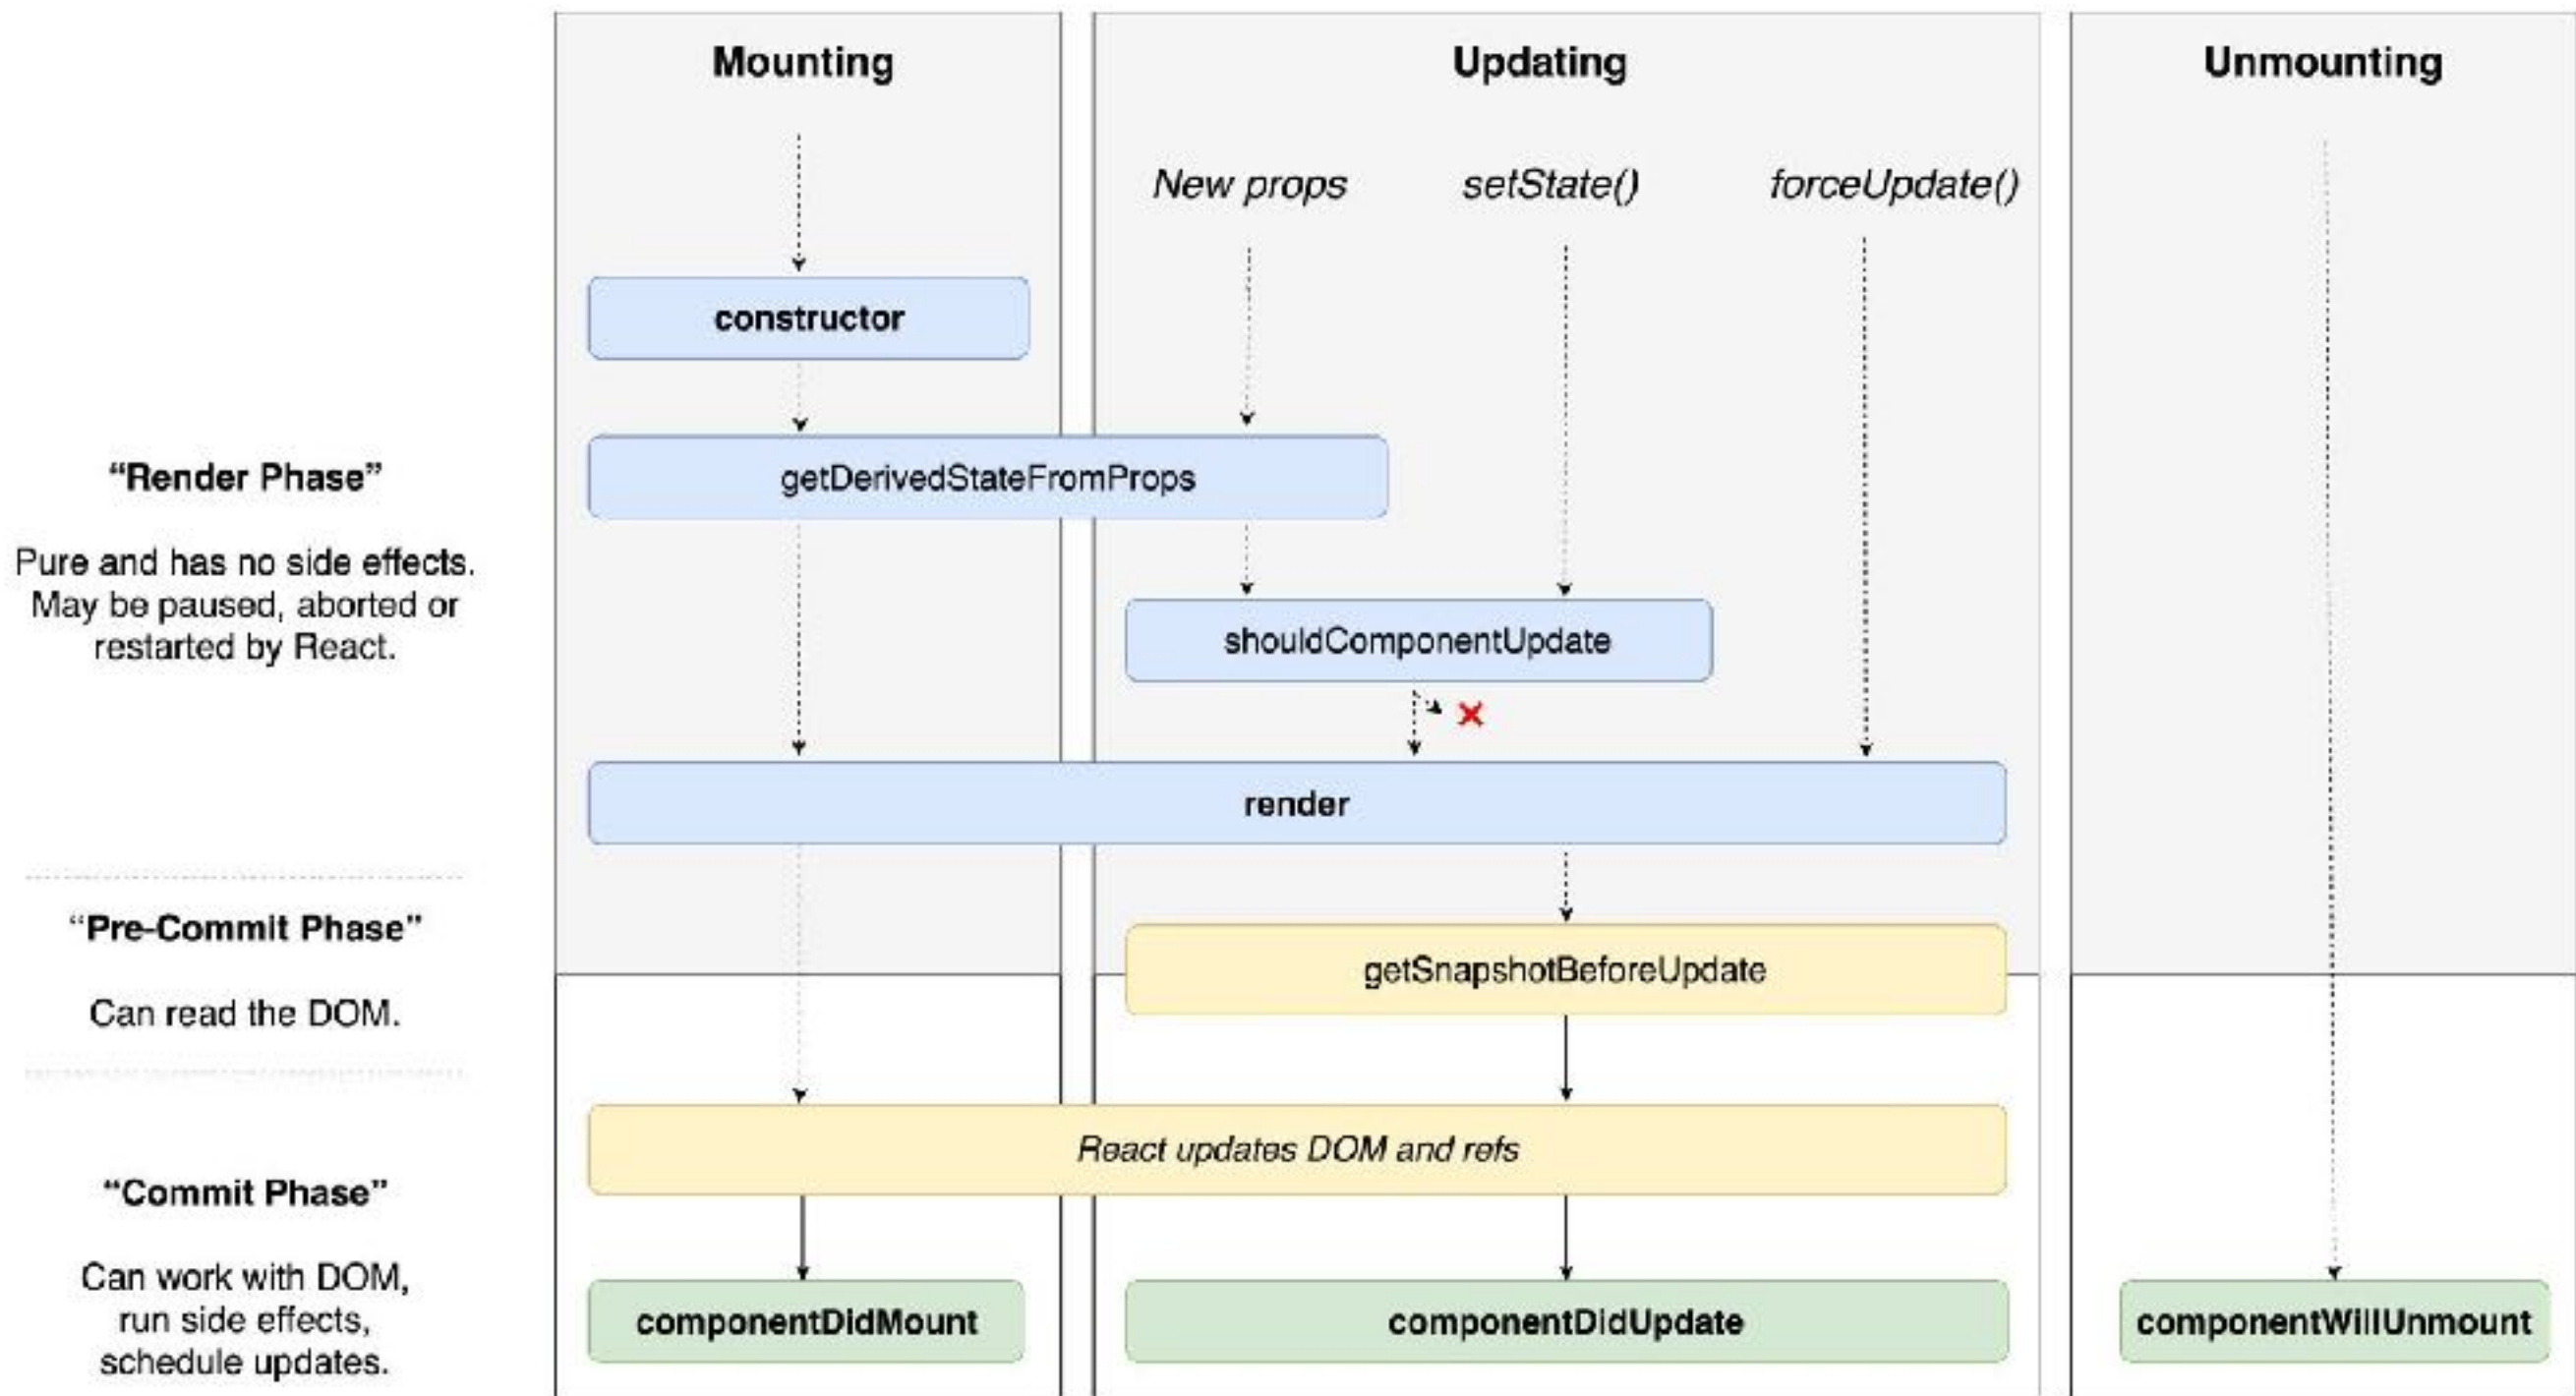 Mounting
Updating
Unmounting
New props
setState()
forceUpdate()
constructor
“Render Phase”
getDerivedStateFromProps
Pure and has no side effects.
May be paused, aborted or
restarted by React.
shouldComponentUpdate
render
“Pre-Commit Phase”
getSnapshotBeforeUpdate
Can read the DOM.
React updates DOM and refs
“Commit Phase”
Can work with DOM,
run side effects,
schedule updates.
componentDidMount
componentDidUpdate
componentWillUnmount